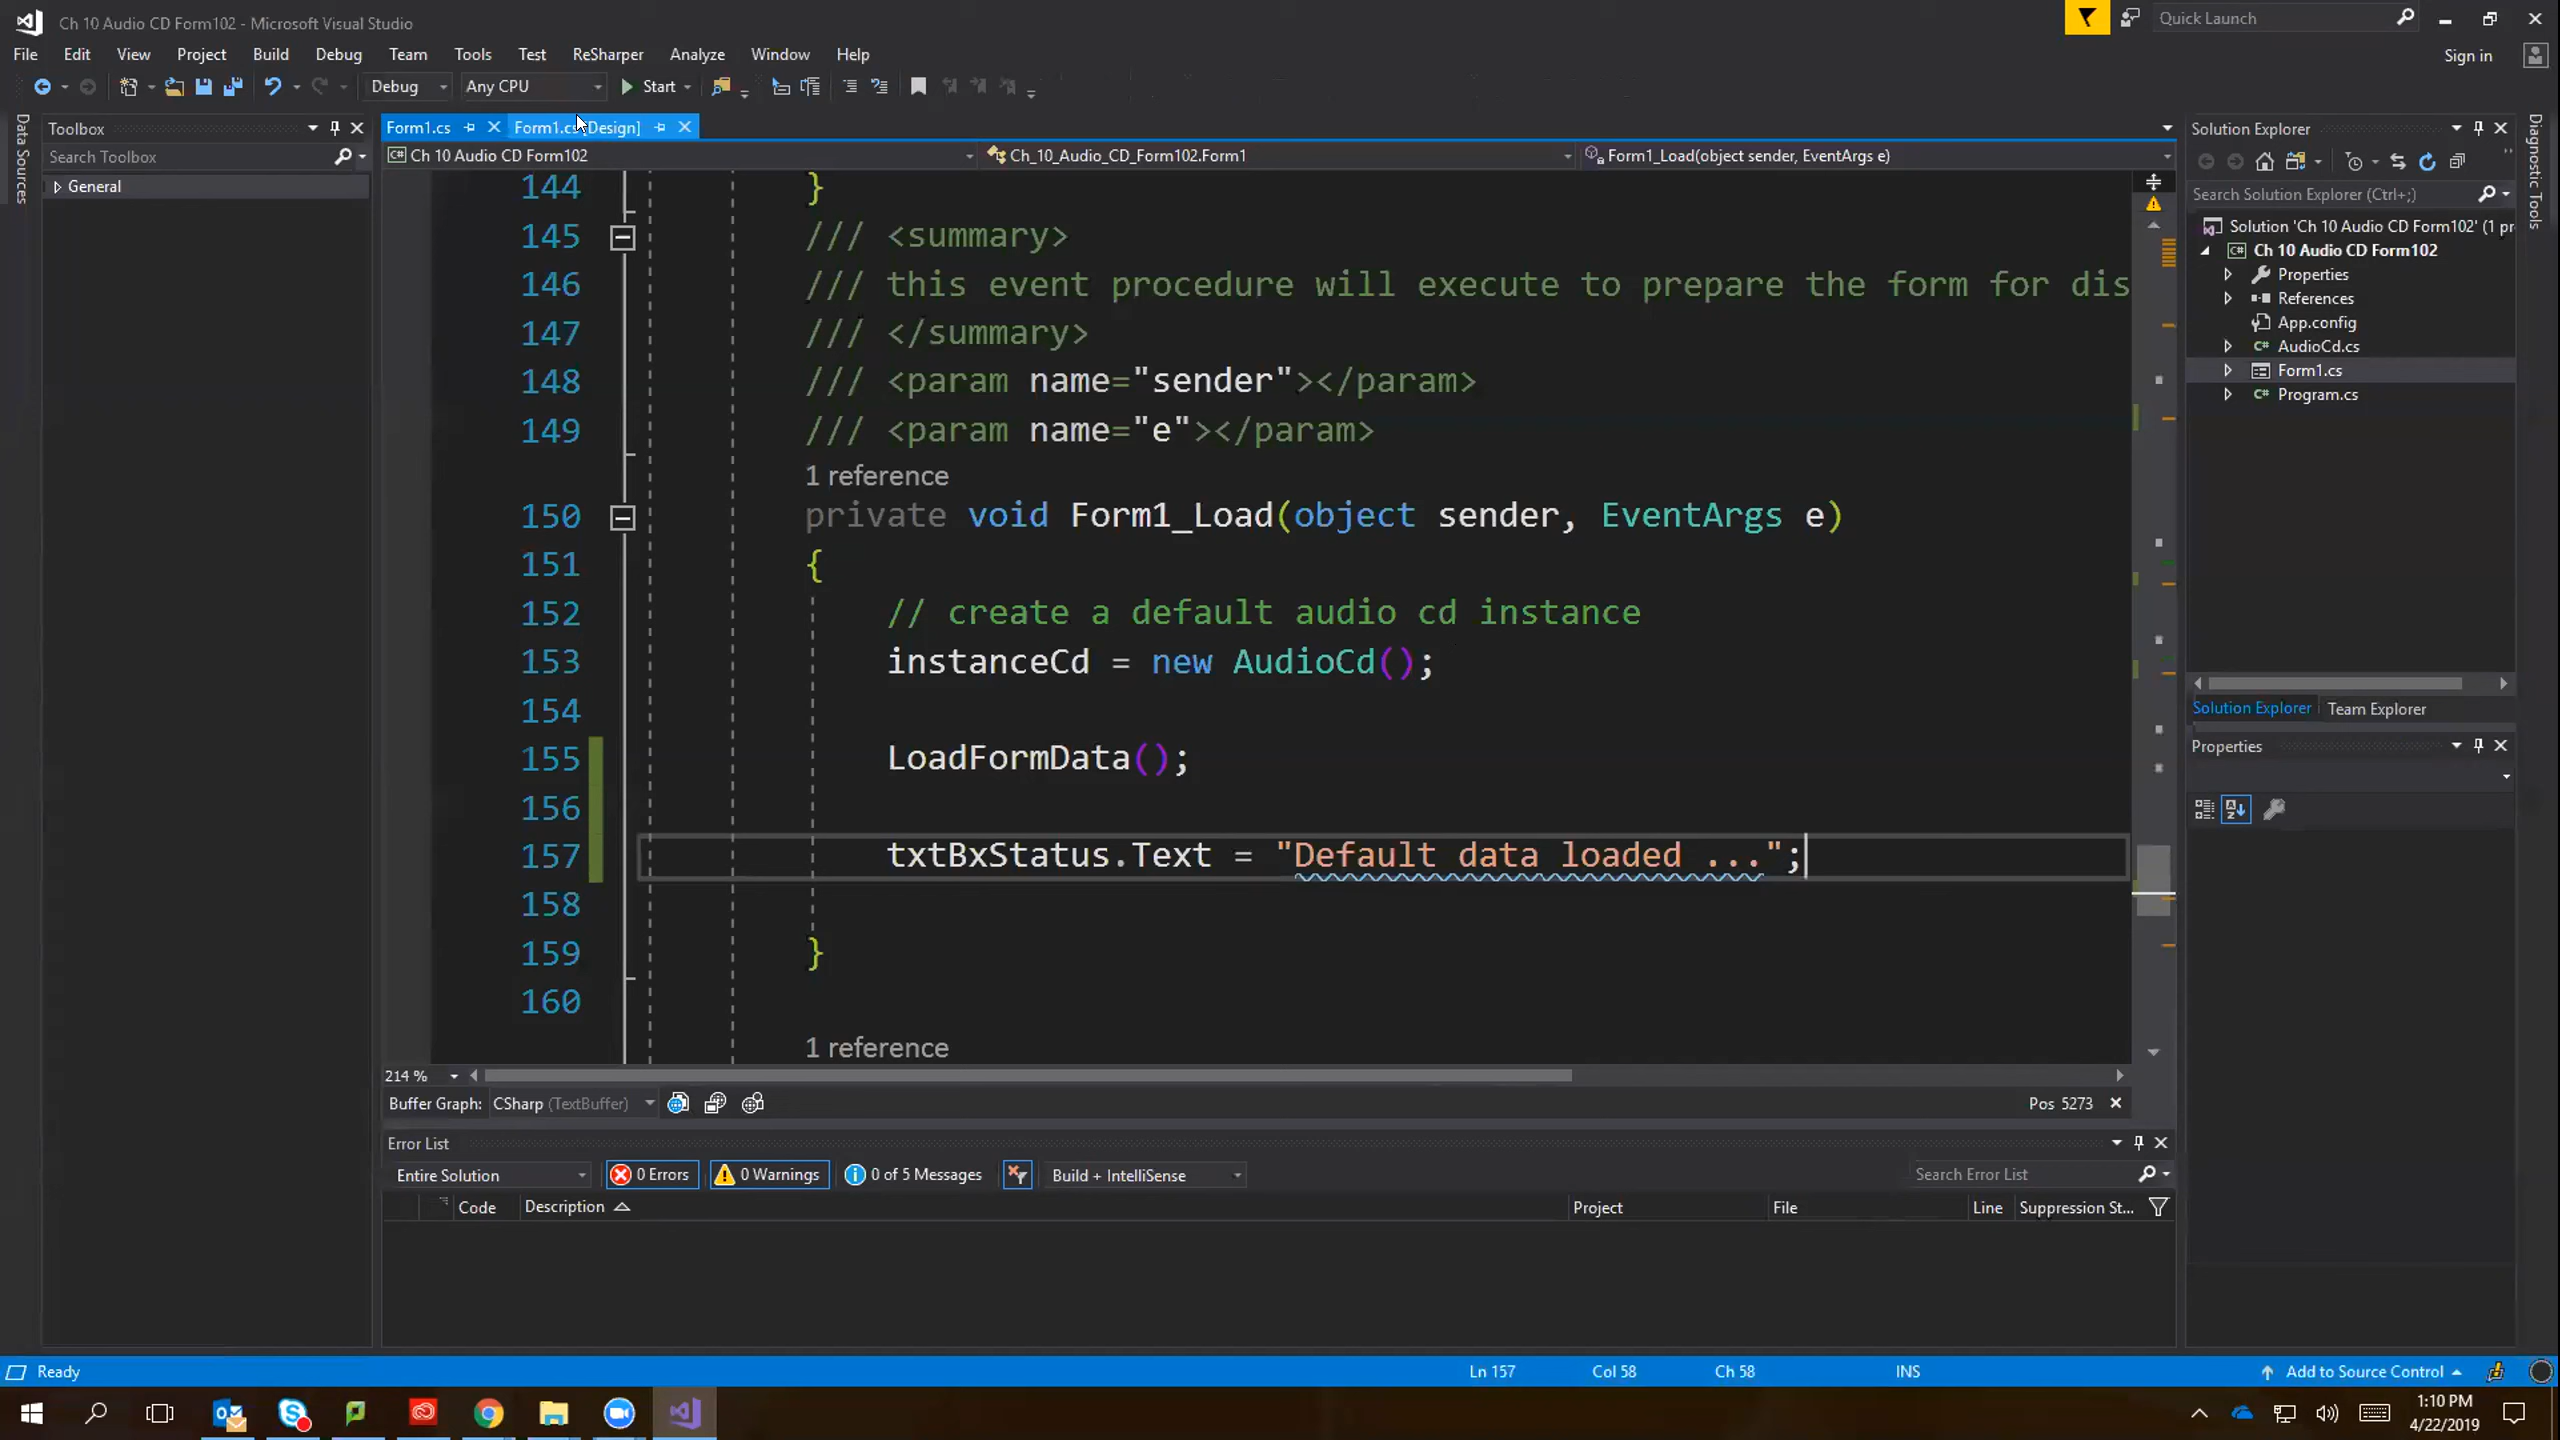 Ch 10 Audio CD Form102 - Microsoft Visual Studio
Quick Launch
File Edit View Project Build Debug Team Tools Test ReSharper Analyze Window Help
Sign in
Debug Any CPU Start
Data Sources
Toolbox
Search Toolbox
General
Form1.cs
Form1.cs [Design]
Ch 10 Audio CD Form102
Ch_10_Audio_CD_Form102.Form1
Form1_Load(object sender, EventArgs e)
144 }
145 /// <summary>
146 /// this event procedure will execute to prepare the form for dis
147 /// </summary>
148 /// <param name="sender"></param>
149 /// <param name="e"></param>
1 reference
150 private void Form1_Load(object sender, EventArgs e)
151 {
152 // create a default audio cd instance
153 instanceCd = new AudioCd();
154
155 LoadFormData();
156
157 txtBxStatus.Text = "Default data loaded ...";
158
159 }
160
1 reference
214 %
Buffer Graph: CSharp (TextBuffer)
Pos 5273
Error List
Entire Solution
0 Errors
0 Warnings
0 of 5 Messages
Build + IntelliSense
Search Error List
Code Description Project File Line Suppression St...
Solution Explorer
Search Solution Explorer (Ctrl+;)
Solution 'Ch 10 Audio CD Form102' (1 pr
Ch 10 Audio CD Form102
Properties
References
App.config
AudioCd.cs
Form1.cs
Program.cs
Solution Explorer Team Explorer
Properties
Diagnostic Tools
Ready
Ln 157 Col 58 Ch 58 INS
Add to Source Control
1:10 PM
4/22/2019